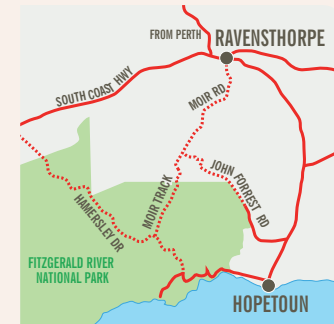 FROM PERTH
RAVENSTHORPE
SOUTH COAST HWY
MOIR RD
JOHN FORREST RD
MOIR TRACK
HAMERSLEY DR
FITZGERALD RIVER
NATIONAL PARK
HOPETOUN